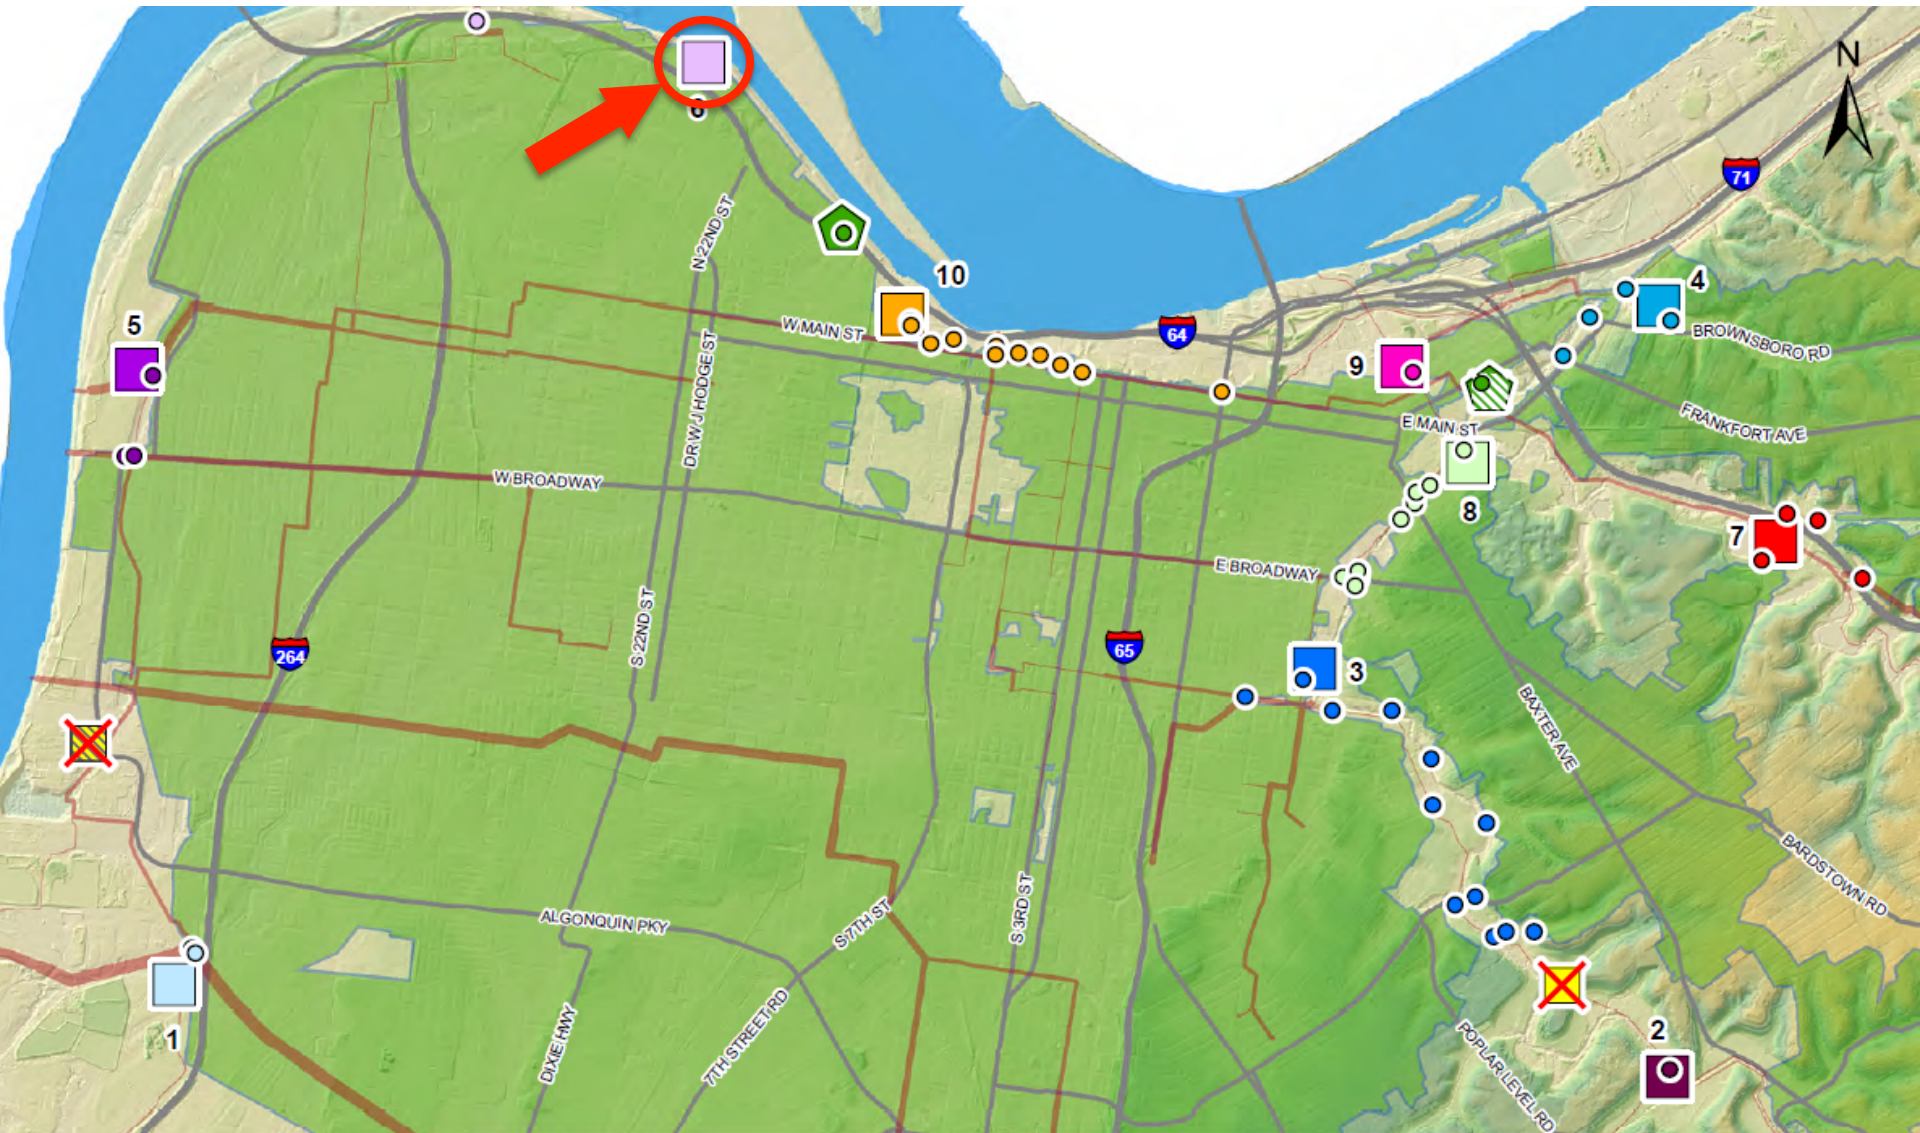 N
6
71
N 22ND ST
10
4
5
W MAIN ST
64
BROWNSBORO RD
9
DR W J HODGE ST
FRANKFORT AVE
E MAIN ST
W BROADWAY
8
7
E BROADWAY
S 22ND ST
264
65
3
BAXTER AVE
BARDSTOWN RD
ALGONQUIN PKY
S 7TH ST
S 3RD ST
1
DIXIE HWY
7TH STREET RD
2
POPLAR LEVEL RD